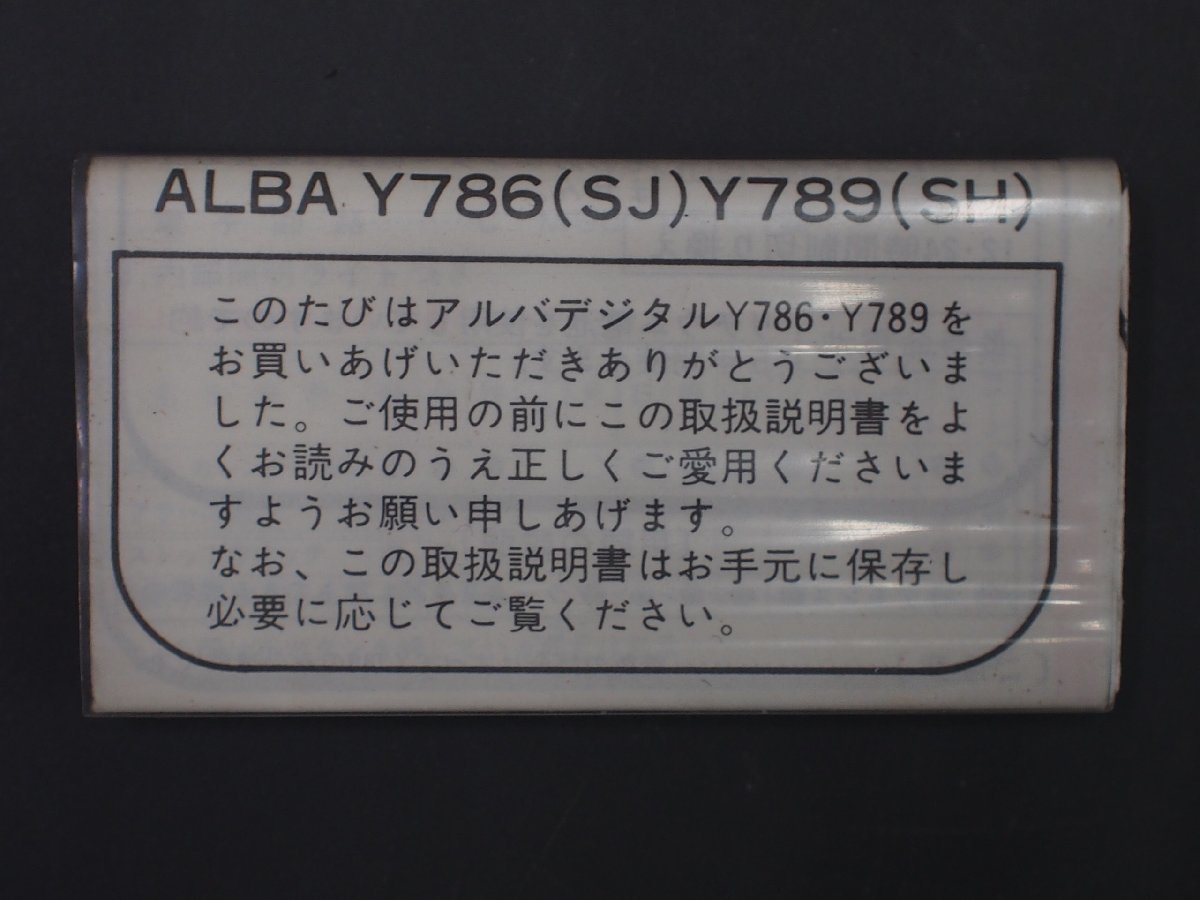 ALBA Y786(SJ)Y789(SH)
このたびはアルバデジタルY786・Y789を
お買いあげいただきありがとうございま
した。ご使用の前にこの取扱説明書をよ
くお読みのうえ正しくご愛用くださいま
すようお願い申しあげます。
なお、この取扱説明書はお手元に保存し
必要に応じてご覧ください。